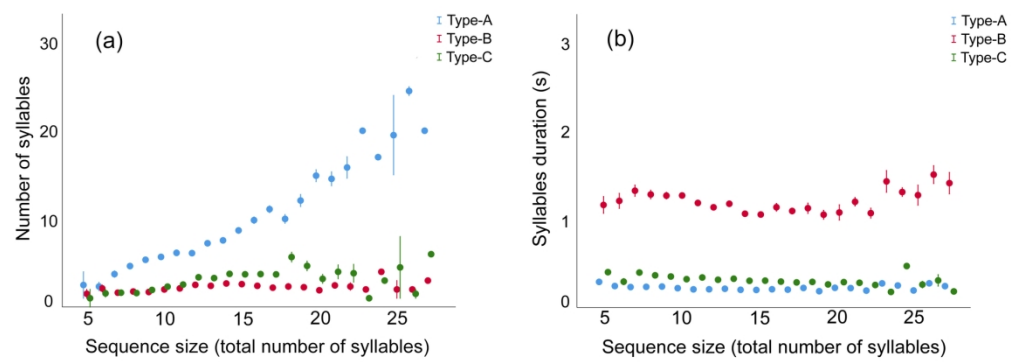 (a)
Type-A
Type-B
Type-C
30
20
10
0
Number of syllables
5
10
15
20
25
Sequence size (total number of syllables)
(b)
Type-A
Type-B
Type-C
3
2
1
0
Syllables duration (s)
5
10
15
20
25
Sequence size (total number of syllables)